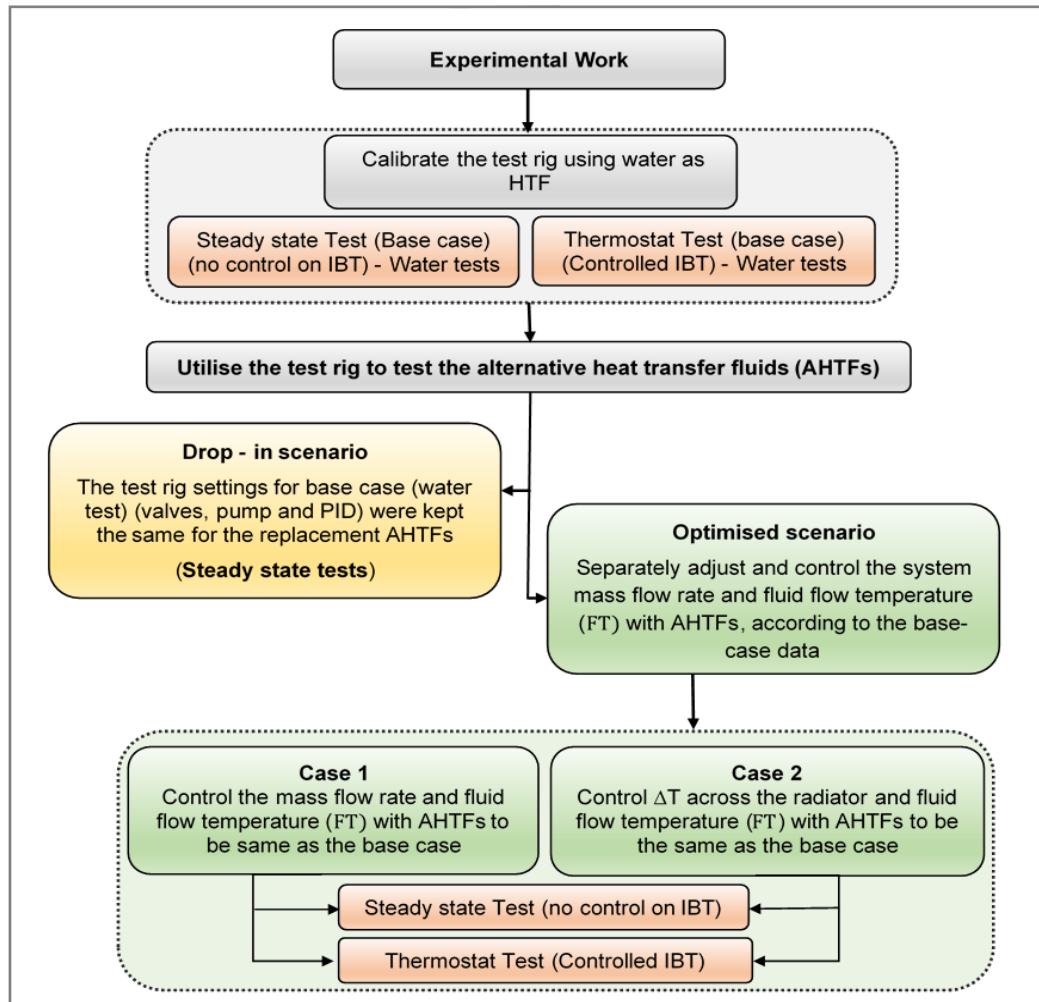 Experimental Work
Calibrate the test rig using water as
HTF
Steady state Test (Base case)
(no control on IBT) - Water tests
Thermostat Test (base case)
(Controlled IBT) - Water tests
Utilise the test rig to test the alternative heat transfer fluids (AHTFs)
Drop - in scenario
The test rig settings for base case (water
test) (valves, pump and PID) were kept
the same for the replacement AHTFs
(Steady state tests)
Optimised scenario
Separately adjust and control the system
mass flow rate and fluid flow temperature
(FT) with AHTFs, according to the base-
case data
Case 1
Control the mass flow rate and fluid
flow temperature (FT) with AHTFs to
be same as the base case
Case 2
Control ΔT across the radiator and fluid
flow temperature (FT) with AHTFs to be
the same as the base case
Steady state Test (no control on IBT)
Thermostat Test (Controlled IBT)